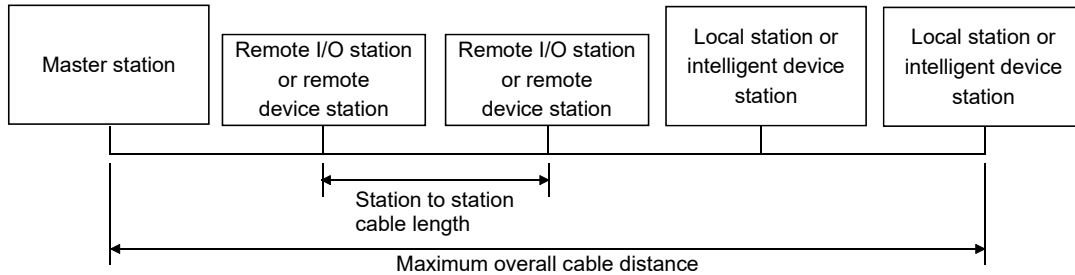 Master station
Remote I/O station
or remote
device station
Remote I/O station
or remote
device station
Local station or
intelligent device
station
Local station or
intelligent device
station
Station to station
cable length
Maximum overall cable distance